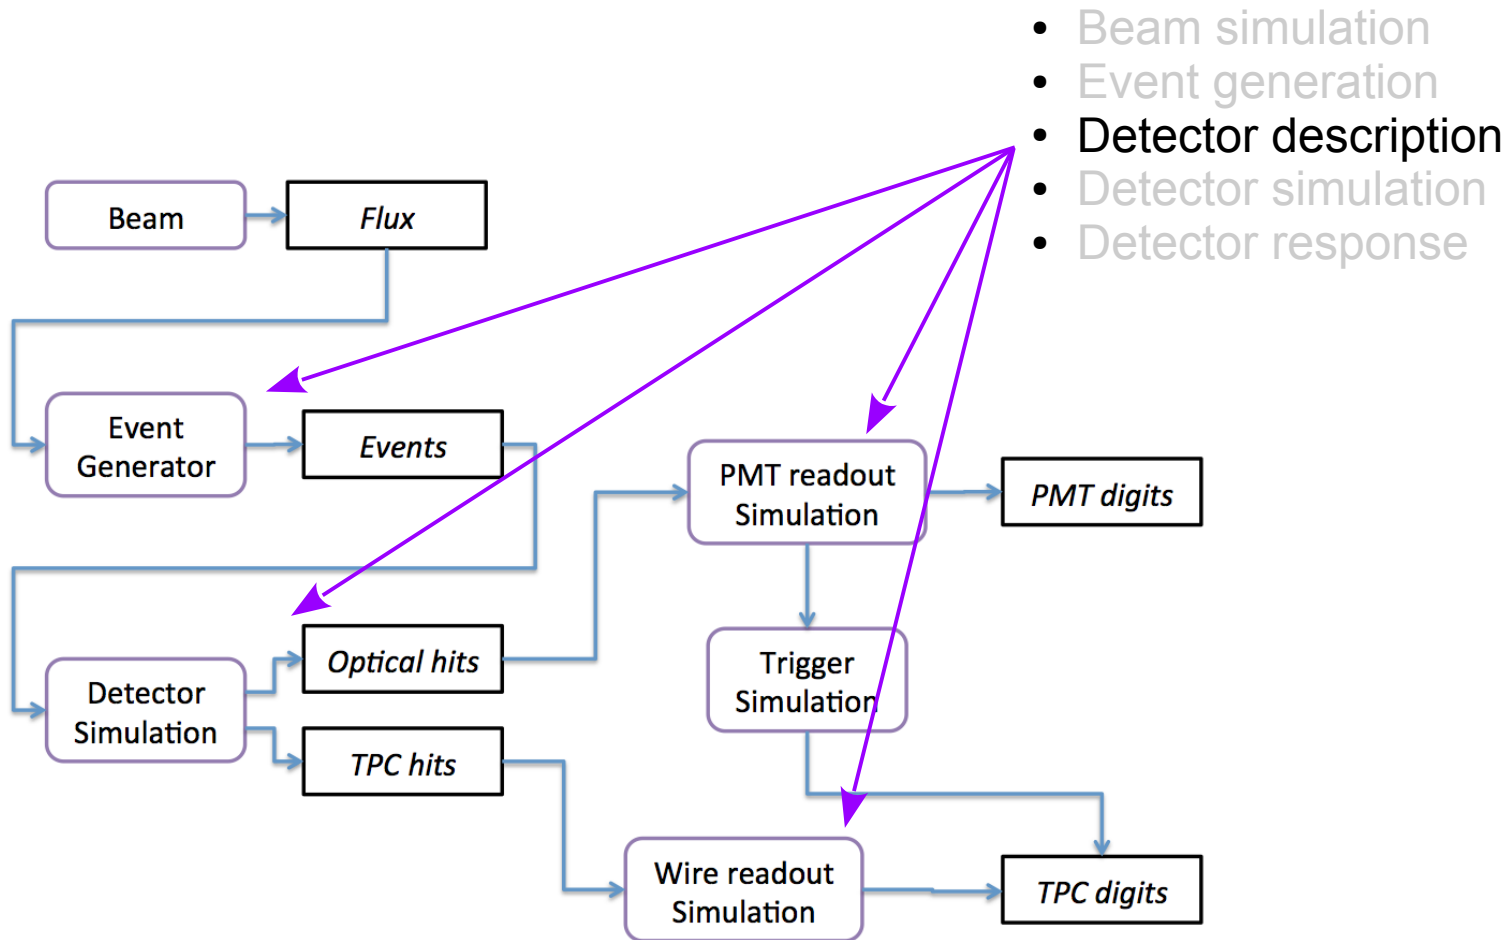 • Beam simulation
• Event generation
• Detector description
• Detector simulation
• Detector response
Beam
Flux
Event
Generator
Events
PMT readout
Simulation
PMT digits
Detector
Simulation
Optical hits
Trigger
Simulation
TPC hits
Wire readout
Simulation
TPC digits